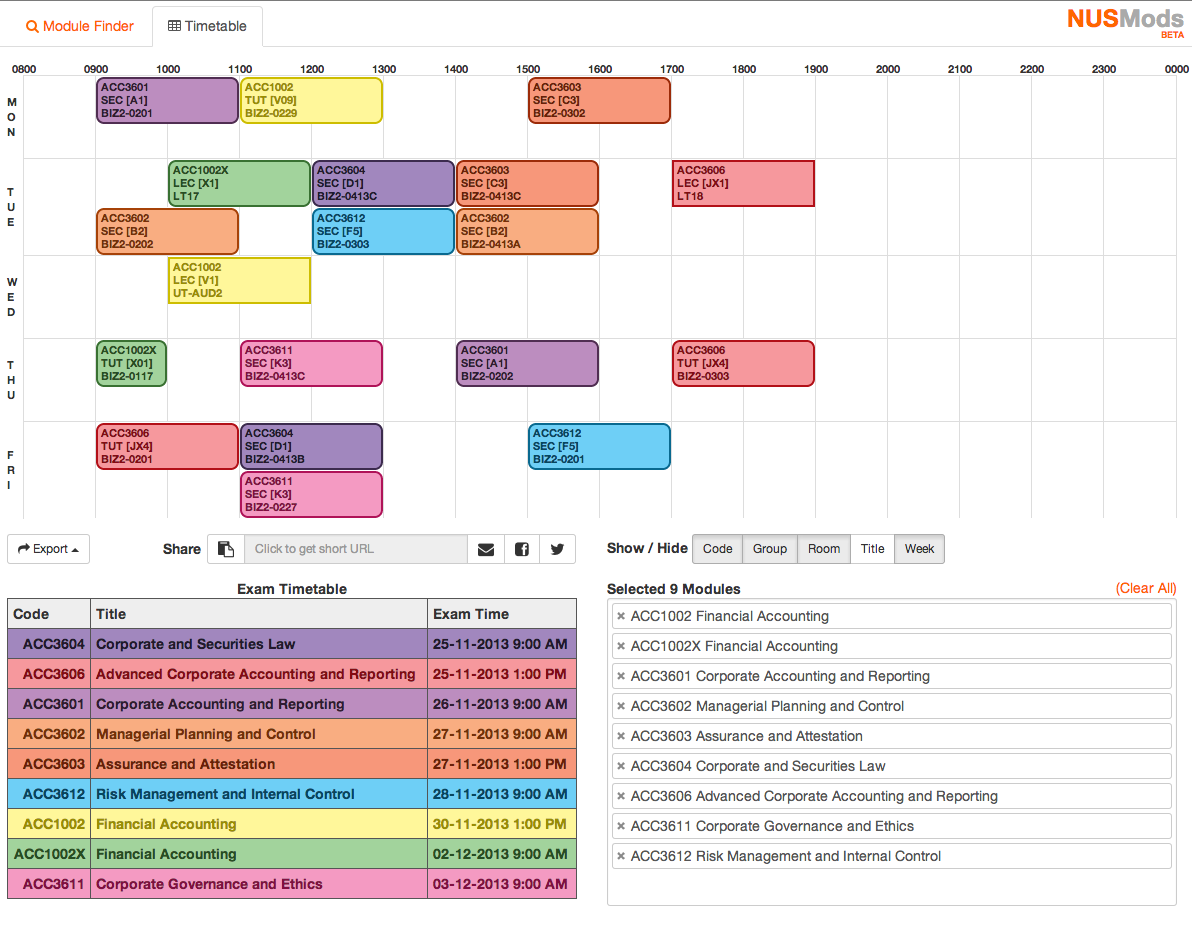 Module Finder
Timetable
NUSMods
BETA
0800 0900 1000 1100 1200 1300 1400 1500 1600 1700 1800 1900 2000 2100 2200 2300 0000
MON
ACC3601
SEC [A1]
BIZ2-0201
ACC1002
TUT [V09]
BIZ2-0229
ACC3603
SEC [C3]
BIZ2-0302
TUE
ACC1002X
LEC [X1]
LT17
ACC3604
SEC [D1]
BIZ2-0413C
ACC3603
SEC [C3]
BIZ2-0413C
ACC3606
LEC [JX1]
LT18
ACC3602
SEC [B2]
BIZ2-0202
ACC3612
SEC [F5]
BIZ2-0303
ACC3602
SEC [B2]
BIZ2-0413A
WED
ACC1002
LEC [V1]
UT-AUD2
THU
ACC1002X
TUT [X01]
BIZ2-0117
ACC3611
SEC [K3]
BIZ2-0413C
ACC3601
SEC [A1]
BIZ2-0202
ACC3606
TUT [JX4]
BIZ2-0303
FRI
ACC3606
TUT [JX4]
BIZ2-0201
ACC3604
SEC [D1]
BIZ2-0413B
ACC3612
SEC [F5]
BIZ2-0201
ACC3611
SEC [K3]
BIZ2-0227
Export
Share
Click to get short URL
Show / Hide Code Group Room Title Week
Exam Timetable
Code Title Exam Time
ACC3604 Corporate and Securities Law 25-11-2013 9:00 AM
ACC3606 Advanced Corporate Accounting and Reporting 25-11-2013 1:00 PM
ACC3601 Corporate Accounting and Reporting 26-11-2013 9:00 AM
ACC3602 Managerial Planning and Control 27-11-2013 9:00 AM
ACC3603 Assurance and Attestation 27-11-2013 1:00 PM
ACC3612 Risk Management and Internal Control 28-11-2013 9:00 AM
ACC1002 Financial Accounting 30-11-2013 1:00 PM
ACC1002X Financial Accounting 02-12-2013 9:00 AM
ACC3611 Corporate Governance and Ethics 03-12-2013 9:00 AM
Selected 9 Modules (Clear All)
× ACC1002 Financial Accounting
× ACC1002X Financial Accounting
× ACC3601 Corporate Accounting and Reporting
× ACC3602 Managerial Planning and Control
× ACC3603 Assurance and Attestation
× ACC3604 Corporate and Securities Law
× ACC3606 Advanced Corporate Accounting and Reporting
× ACC3611 Corporate Governance and Ethics
× ACC3612 Risk Management and Internal Control